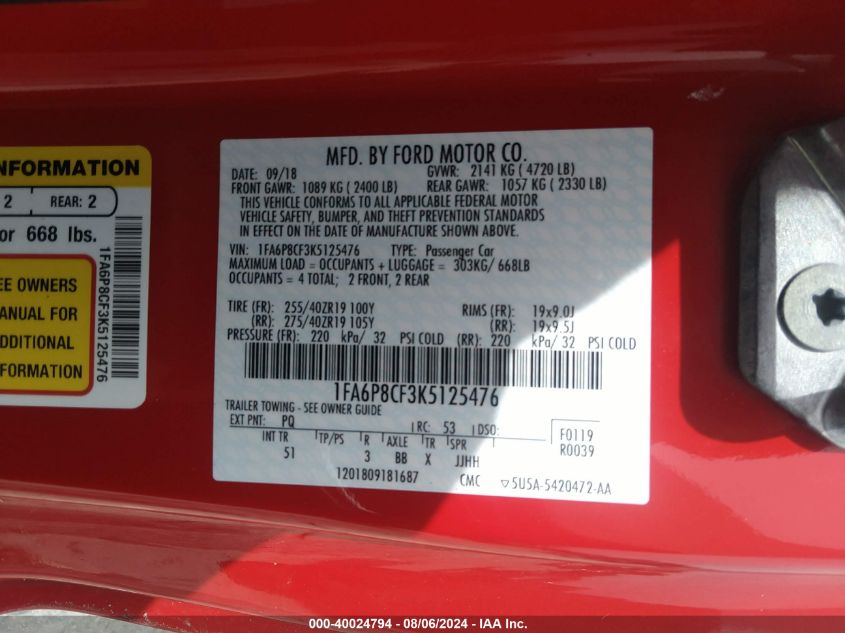 INFORMATION
2
REAR: 2
or 668 lbs.
EE OWNERS
MANUAL FOR
ADDITIONAL
NFORMATION
1FA6P8CF3K5125476
MFD. BY FORD MOTOR CO.
DATE: 09/18 GVWR: 2141 KG ( 4720 LB)
FRONT GAWR: 1089 KG ( 2400 LB) REAR GAWR: 1057 KG ( 2330 LB)
THIS VEHICLE CONFORMS TO ALL APPLICABLE FEDERAL MOTOR
VEHICLE SAFETY, BUMPER, AND THEFT PREVENTION STANDARDS
IN EFFECT ON THE DATE OF MANUFACTURE SHOWN ABOVE.
VIN: 1FA6P8CF3K5125476 TYPE: Passenger Car
MAXIMUM LOAD = OCCUPANTS + LUGGAGE = 303KG/ 668LB
OCCUPANTS = 4 TOTAL; 2 FRONT, 2 REAR
TIRE (FR): 255/40ZR19 100Y RIMS (FR): 19x9.0J
(RR): 275/40ZR19 105Y (RR): 19x9.5J
PRESSURE (FR): 220 kPa/ 32 PSI COLD (RR): 220 kPa/ 32 PSI COLD
1FA6P8CF3K5125476
TRAILER TOWING - SEE OWNER GUIDE
EXT PNT: PQ RC: 53 DSO: F0119
INT TR TP/PS R AXLE TR SPR R0039
51 3 BB X JJHH
1201809181687 CMC ▽5U5A-5420472-AA
000-40024794 - 08/06/2024 - IAA Inc.